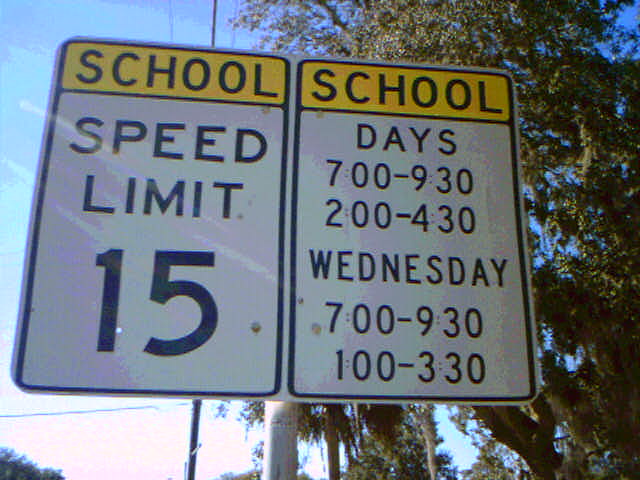 SCHOOL
SPEED
LIMIT
15
SCHOOL
DAYS
7:00-9:30
2:00-4:30
WEDNESDAY
7:00-9:30
1:00-3:30